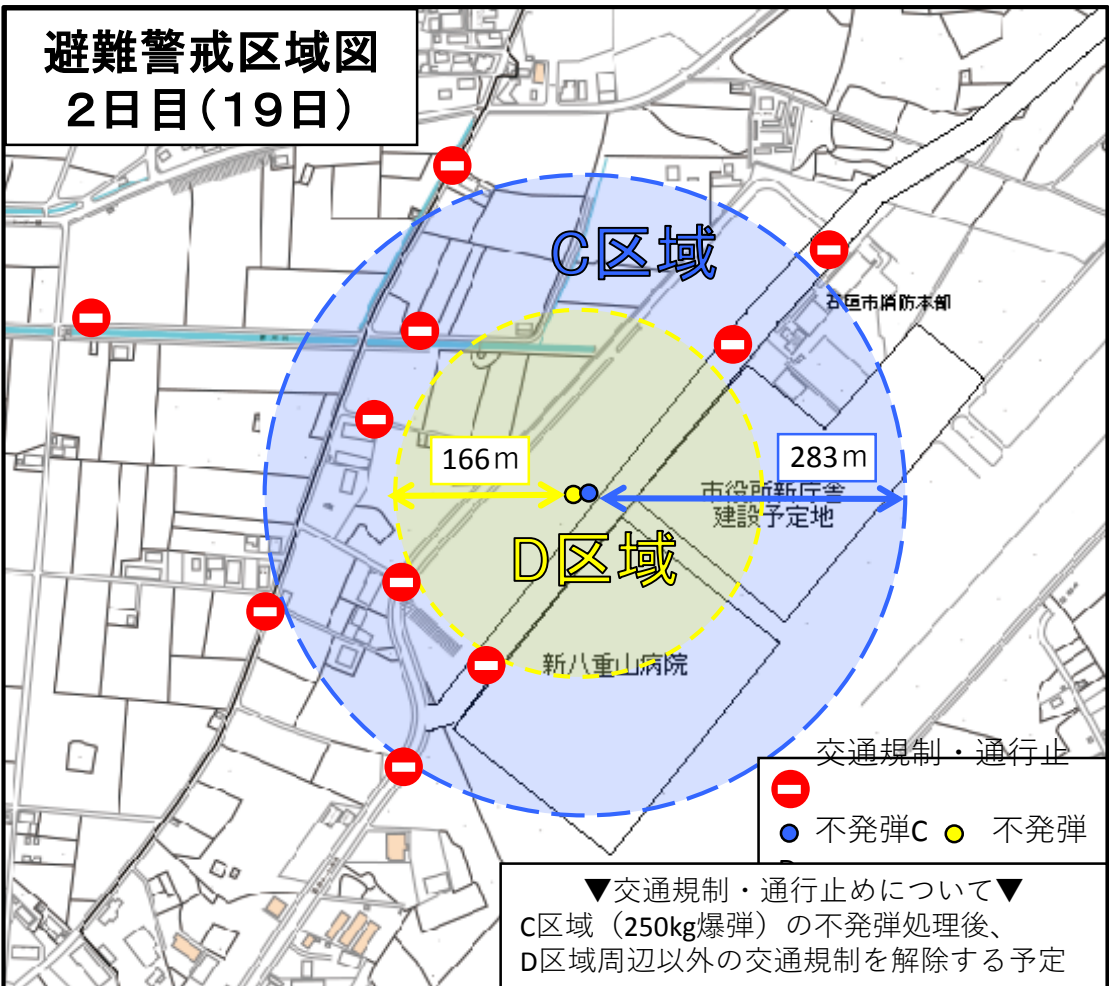 避難警戒区域図
2日目(19日)
C区域
石垣市消防本部
166m
283m
市役所新庁舎
建設予定地
D区域
新八重山病院
交通規制・通行止
不発弾C 不発弾
▼交通規制・通行止めについて▼
C区域（250kg爆弾）の不発弾処理後、
D区域周辺以外の交通規制を解除する予定